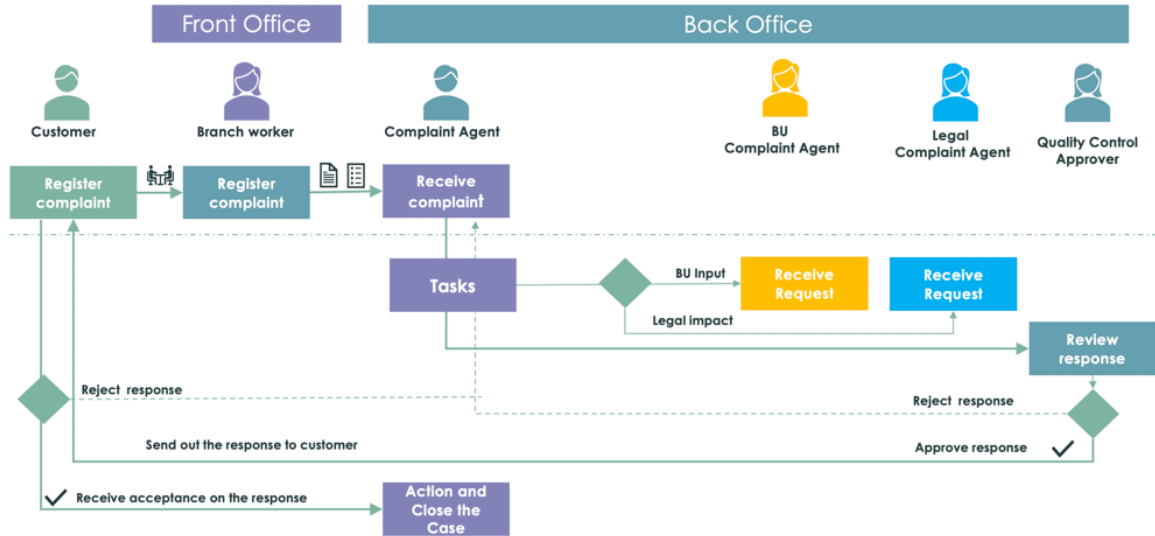 Front Office
Back Office
Customer
Branch worker
Complaint Agent
BU
Complaint Agent
Legal
Complaint Agent
Quality Control
Approver
Register
complaint
Register
complaint
Receive
complaint
Tasks
BU Input
Receive
Request
Receive
Request
Legal impact
Review
response
Reject response
Reject response
Send out the response to customer
Approve response
Receive acceptance on the response
Action and
Close the
Case